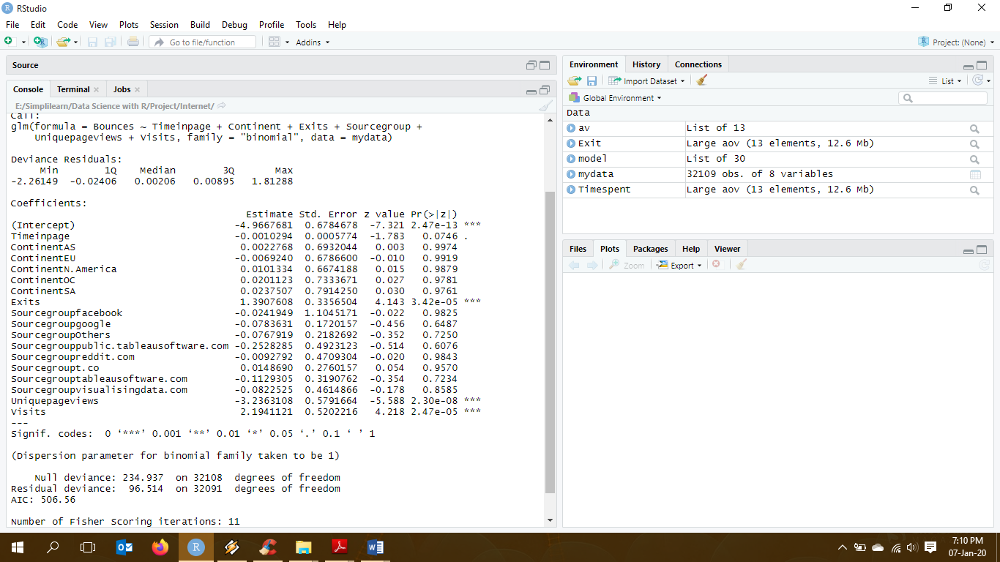 RStudio
File Edit Code View Plots Session Build Debug Profile Tools Help
Go to file/function Addins Project: (None)
Source
Console Terminal Jobs
E:/Simplilearn/Data Science with R/Project/Internet/
Call:
glm(formula = Bounces ~ Timeinpage + Continent + Exits + Sourcegroup +
    Uniquepageviews + Visits, family = "binomial", data = mydata)
Deviance Residuals:
     Min       1Q   Median       3Q      Max
-2.26149 -0.02406  0.00206  0.00895  1.81288
Coefficients:
Estimate Std. Error z value Pr(>|z|)
(Intercept) -4.9667681 0.6784678 -7.321 2.47e-13 ***
Timeinpage -0.0010294 0.0005774 -1.783 0.0746 .
ContinentAS 0.0022768 0.6932044 0.003 0.9974
ContinentEU -0.0069240 0.6786600 -0.010 0.9919
ContinentN.America 0.0101334 0.6674188 0.015 0.9879
ContinentOC 0.0201123 0.7333671 0.027 0.9781
ContinentSA 0.0237507 0.7914250 0.030 0.9761
Exits 1.3907608 0.3356504 4.143 3.42e-05 ***
Sourcegroupfacebook -0.0241949 1.1045171 -0.022 0.9825
Sourcegroupgoogle -0.0783631 0.1720157 -0.456 0.6487
SourcegroupOthers -0.0767919 0.2182692 -0.352 0.7250
Sourcegrouppublic.tableausoftware.com -0.2528285 0.4923123 -0.514 0.6076
Sourcegroupreddit.com -0.0092792 0.4709304 -0.020 0.9843
Sourcegroupt.co 0.0148690 0.2760157 0.054 0.9570
Sourcegrouptableausoftware.com -0.1129305 0.3190762 -0.354 0.7234
Sourcegroupvisualisingdata.com -0.0822525 0.4614866 -0.178 0.8585
Uniquepageviews -3.2363108 0.5791664 -5.588 2.30e-08 ***
Visits 2.1941121 0.5202216 4.218 2.47e-05 ***
---
Signif. codes:  0 ‘***’ 0.001 ‘**’ 0.01 ‘*’ 0.05 ‘.’ 0.1 ‘ ’ 1
(Dispersion parameter for binomial family taken to be 1)
Null deviance: 234.937  on 32108  degrees of freedom
Residual deviance:  96.514  on 32091  degrees of freedom
AIC: 506.56
Number of Fisher Scoring iterations: 11
Environment History Connections
Import Dataset List
Global Environment
Data
av List of 13
Exit Large aov (13 elements, 12.6 Mb)
model List of 30
mydata 32109 obs. of 8 variables
Timespent Large aov (13 elements, 12.6 Mb)
Files Plots Packages Help Viewer
Zoom Export
7:10 PM
07-Jan-20